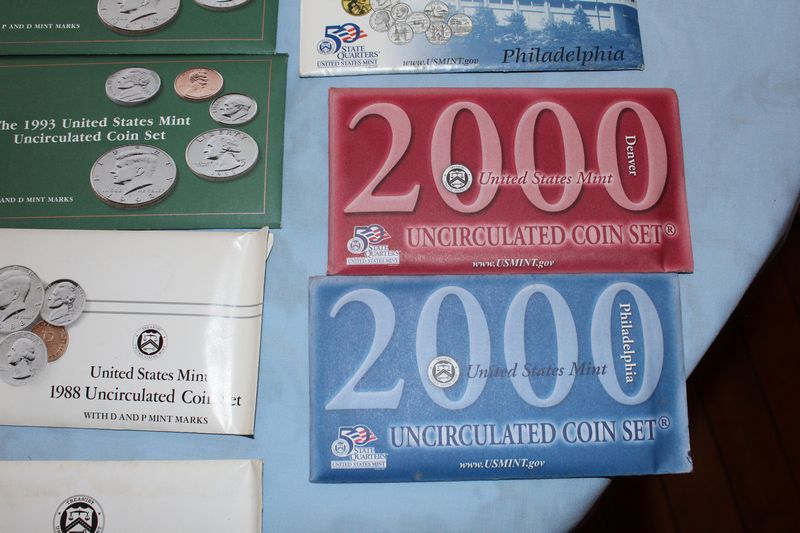 P AND D MINT MARKS
The 1993 United States Mint
Uncirculated Coin Set
AND D MINT MARKS
United States Mint
1988 Uncirculated Coin Set
WITH D AND P MINT MARKS
TREASURY
50
STATE
QUARTERS
UNITED STATES MINT
www.USMINT.gov
Philadelphia
2000
Denver
United States Mint
50
STATE
QUARTERS
UNITED STATES MINT
UNCIRCULATED COIN SET®
www.USMINT.gov
2000
Philadelphia
United States Mint
50
STATE
QUARTERS
UNITED STATES MINT
UNCIRCULATED COIN SET®
www.USMINT.gov